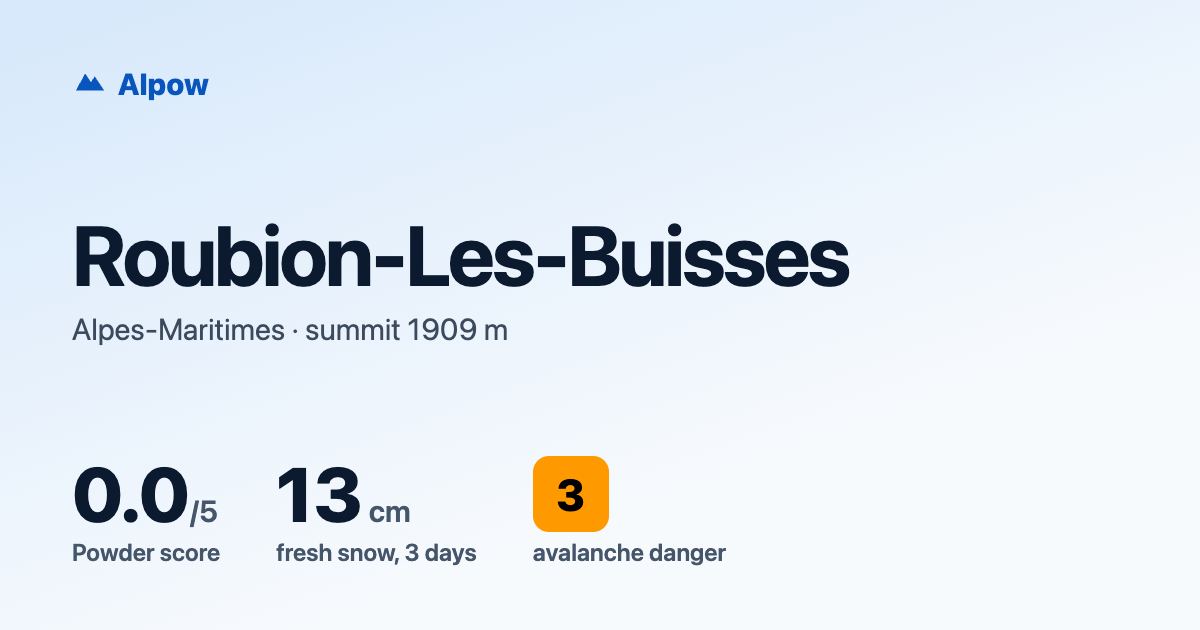 Alpow
Roubion-Les-Buisses
Alpes-Maritimes · summit 1909 m
0.0/5
Powder score
13 cm
fresh snow, 3 days
3
avalanche danger